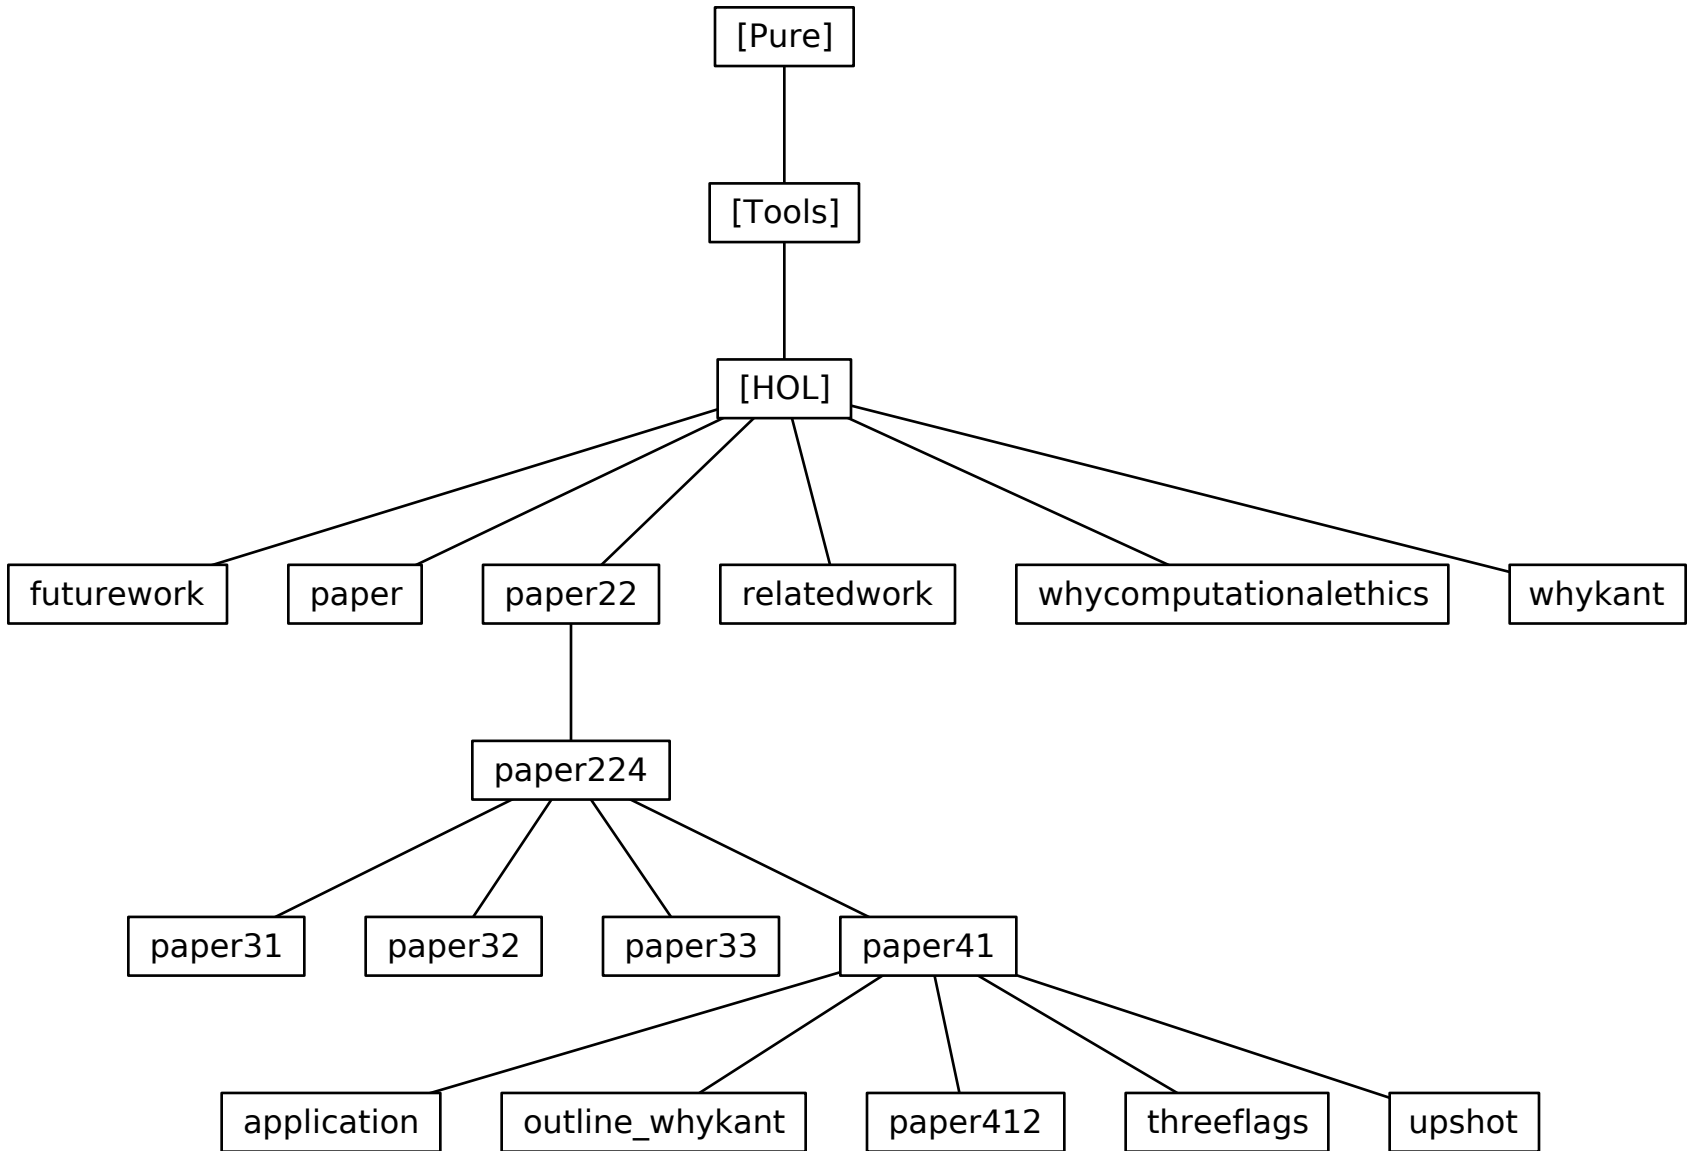 [Pure]
[Tools]
[HOL]
futurework
paper
paper22
relatedwork
whycomputationalethics
whykant
paper224
paper31
paper32
paper33
paper41
application
outline_whykant
paper412
threeflags
upshot